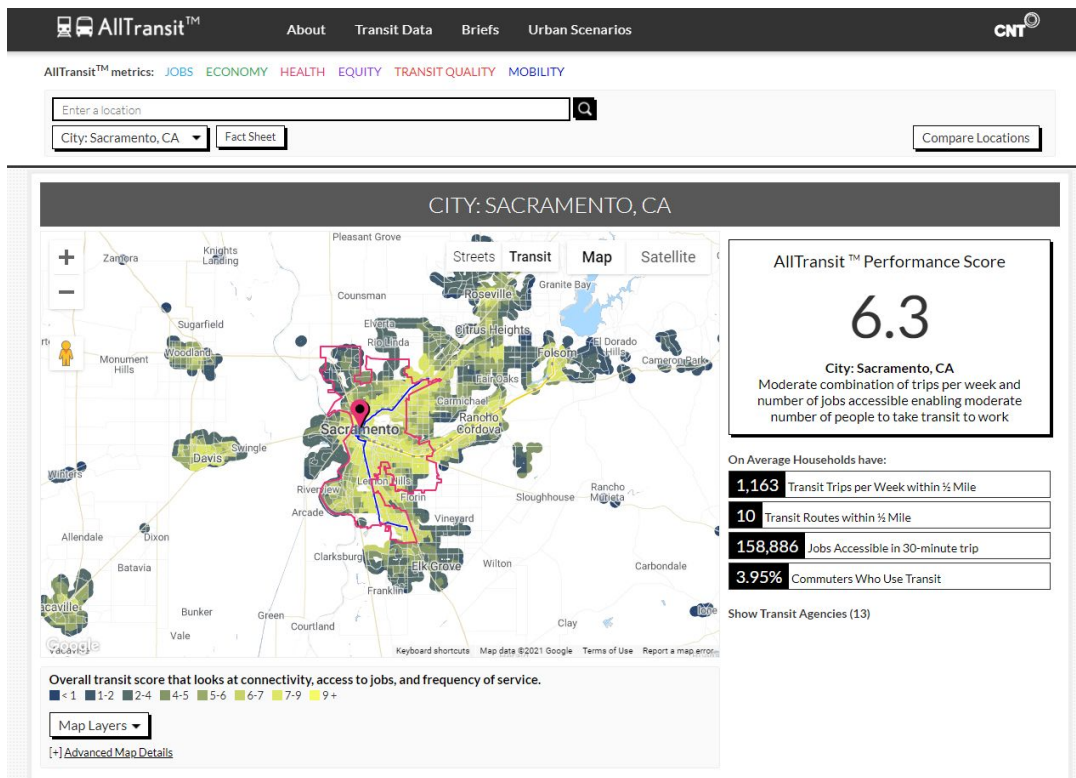 AllTransit™
About Transit Data Briefs Urban Scenarios
CNT
AllTransit™ metrics: JOBS ECONOMY HEALTH EQUITY TRANSIT QUALITY MOBILITY
Enter a location
City: Sacramento, CA Fact Sheet Compare Locations
CITY: SACRAMENTO, CA
Streets Transit Map Satellite
Pleasant Grove
Zamora
Knights
Landing
Granite Bay
Counsman
Roseville
Sugarfield
Elverta
Rio Linda
Citrus Heights
Monument
Hills
Woodland
Folsom
El Dorado
Hills
Cameron Park
Fair Oaks
Carmichael
Sacramento
Rancho
Cordova
Davis
Swingle
Winters
Lemon Hills
Riverview
Florin
Sloughhouse
Rancho
Murieta
Arcade
Vineyard
Allendale
Dixon
Clarksburg
Elk Grove
Wilton
Batavia
Carbondale
Franklin
acaville
Bunker
Green
Courtland
Clay
Ione
Vale
Google
Keyboard shortcuts Map data ©2021 Google Terms of Use Report a map error
Overall transit score that looks at connectivity, access to jobs, and frequency of service.
< 1 1-2 2-4 4-5 5-6 6-7 7-9 9 +
Map Layers
[+] Advanced Map Details
AllTransit ™ Performance Score
6.3
City: Sacramento, CA
Moderate combination of trips per week and
number of jobs accessible enabling moderate
number of people to take transit to work
On Average Households have:
1,163 Transit Trips per Week within ½ Mile
10 Transit Routes within ½ Mile
158,886 Jobs Accessible in 30-minute trip
3.95% Commuters Who Use Transit
Show Transit Agencies (13)